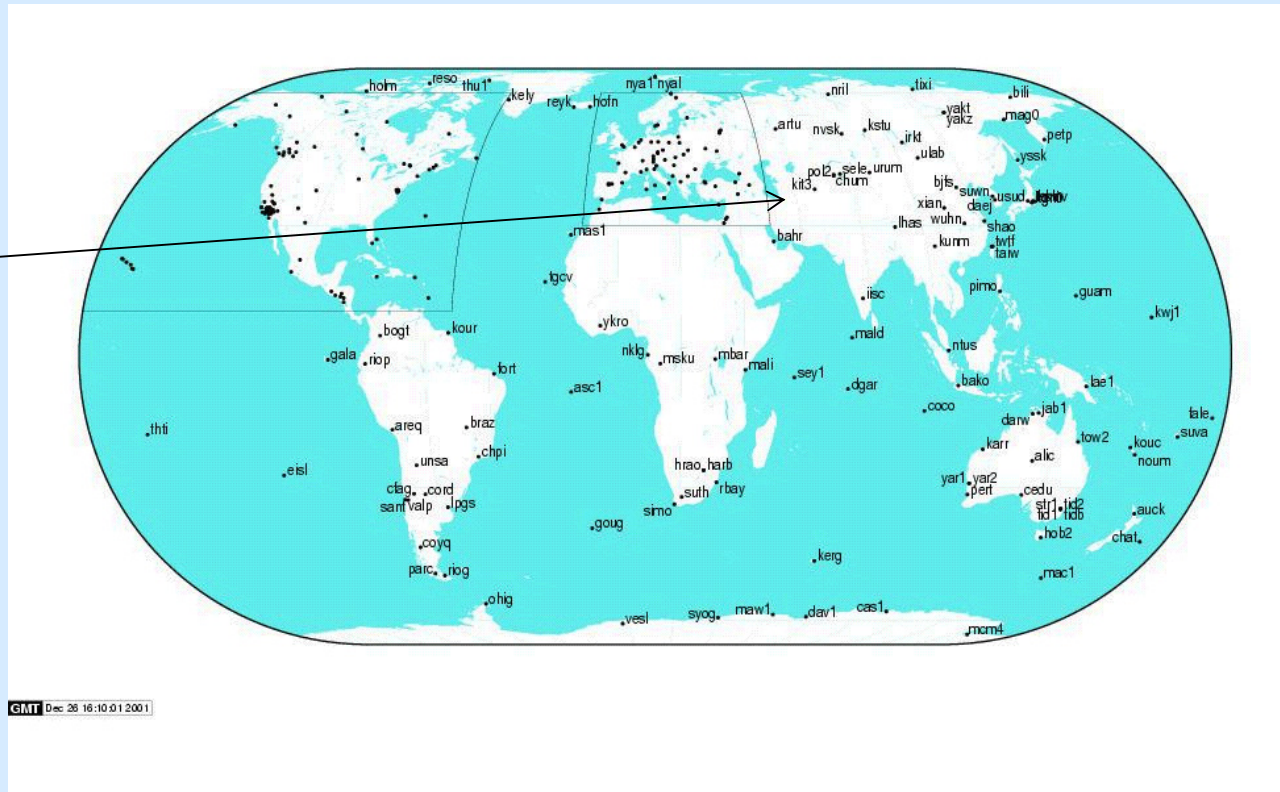 holm
reso
thu1
kely
reyk
hofn
nya1 nyal
nril
tixi
bili
yakt
yakz
mag0
petp
artu
nvsk
kstu
irkt
yssk
ulab
pol2
sele
urum
chum
kit3
bjfs
suwn
usud
xian
daej
wuhn
shao
lhas
kunm
twtf
taiw
mas1
bahr
tgcv
iisc
pimo
guam
kwj1
bogt
kour
ykro
mald
gala
riop
nklg
msku
mbar
mali
ntus
fort
asc1
sey1
dgar
bako
lae1
coco
jab1
darw
tale
thti
areq
braz
tow2
suva
karr
kouc
chpi
noum
eisl
unsa
hrao
harb
alic
yar1
yar2
cfag
cord
suth
rbay
pert
cedu
sant
valp
lpgs
simo
str1
tid2
tid1
tidb
auck
goug
hob2
chat
coyq
kerg
parc
riog
mac1
ohig
vesl
syog
maw1
dav1
cas1
mcm4
GMT Dec 26 16:10:01 2001